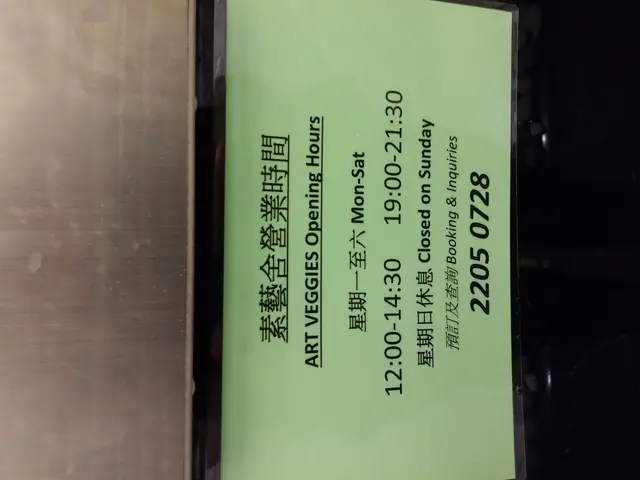 素藝舍營業時間
ART VEGGIES Opening Hours
星期一至六 Mon-Sat
12:00-14:30 19:00-21:30
星期日休息 Closed on Sunday
預訂及查詢 Booking & Inquiries
2205 0728